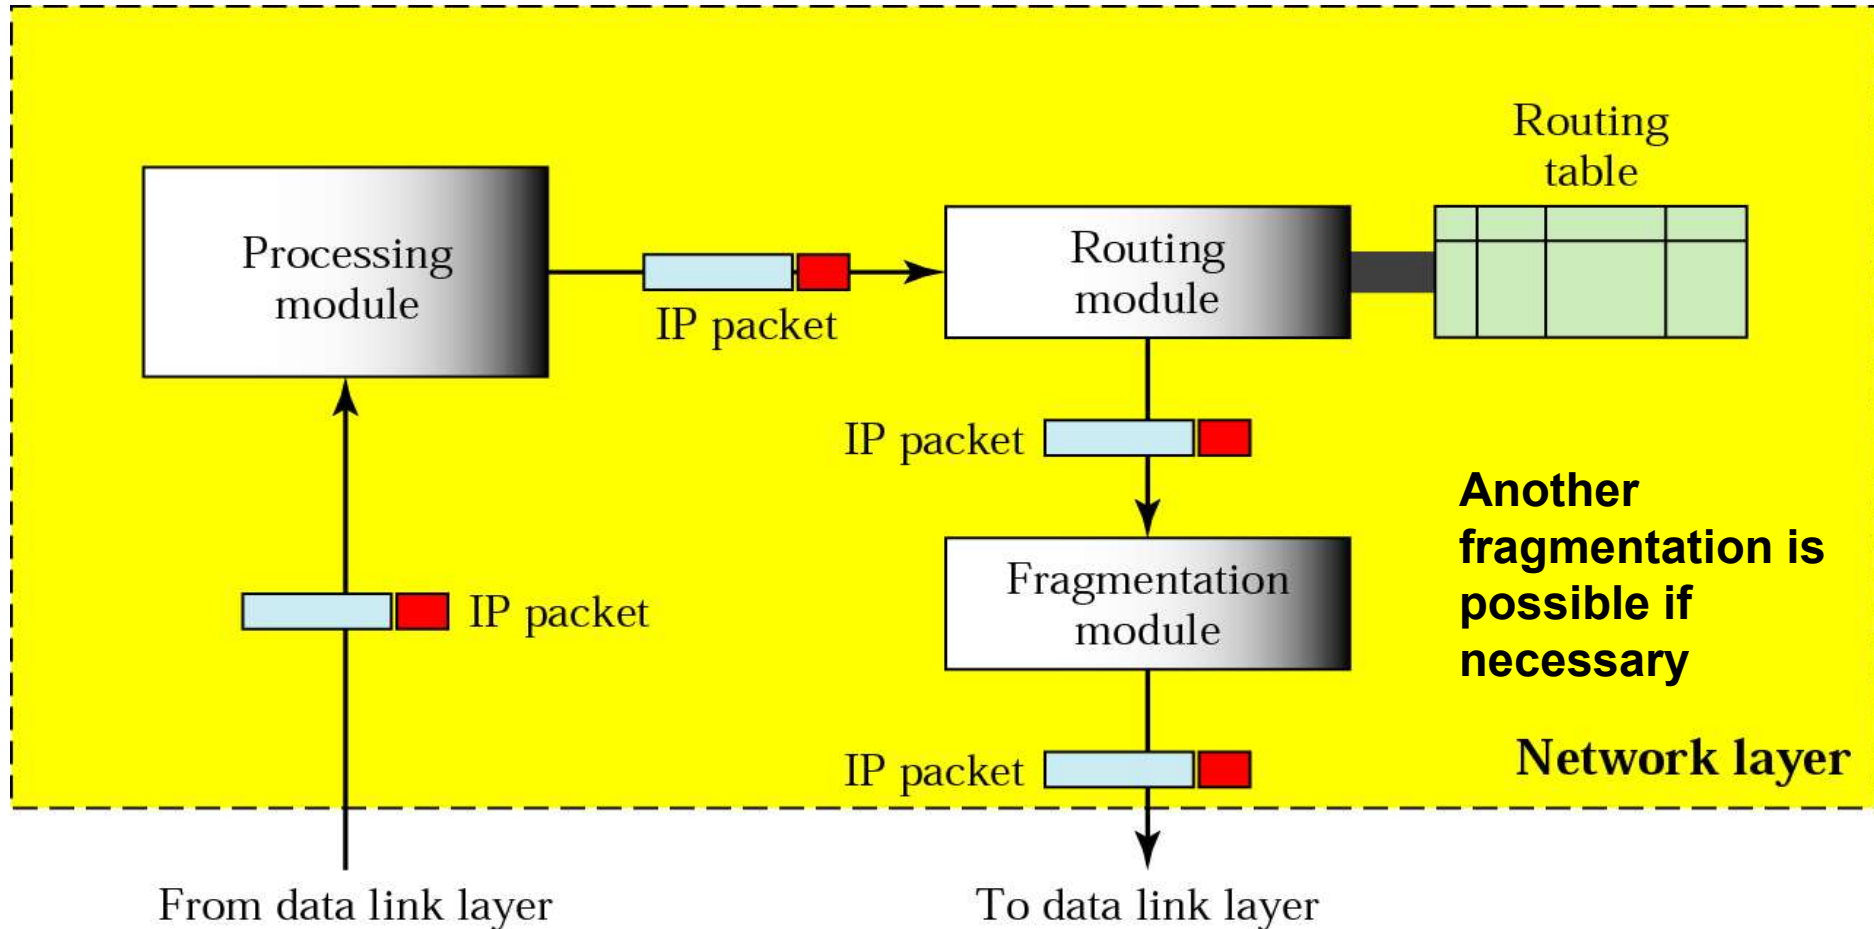 Routing
table
Processing
module
IP packet
Routing
module
IP packet
Another
fragmentation is
possible if
necessary
Fragmentation
module
IP packet
IP packet
Network layer
From data link layer
To data link layer